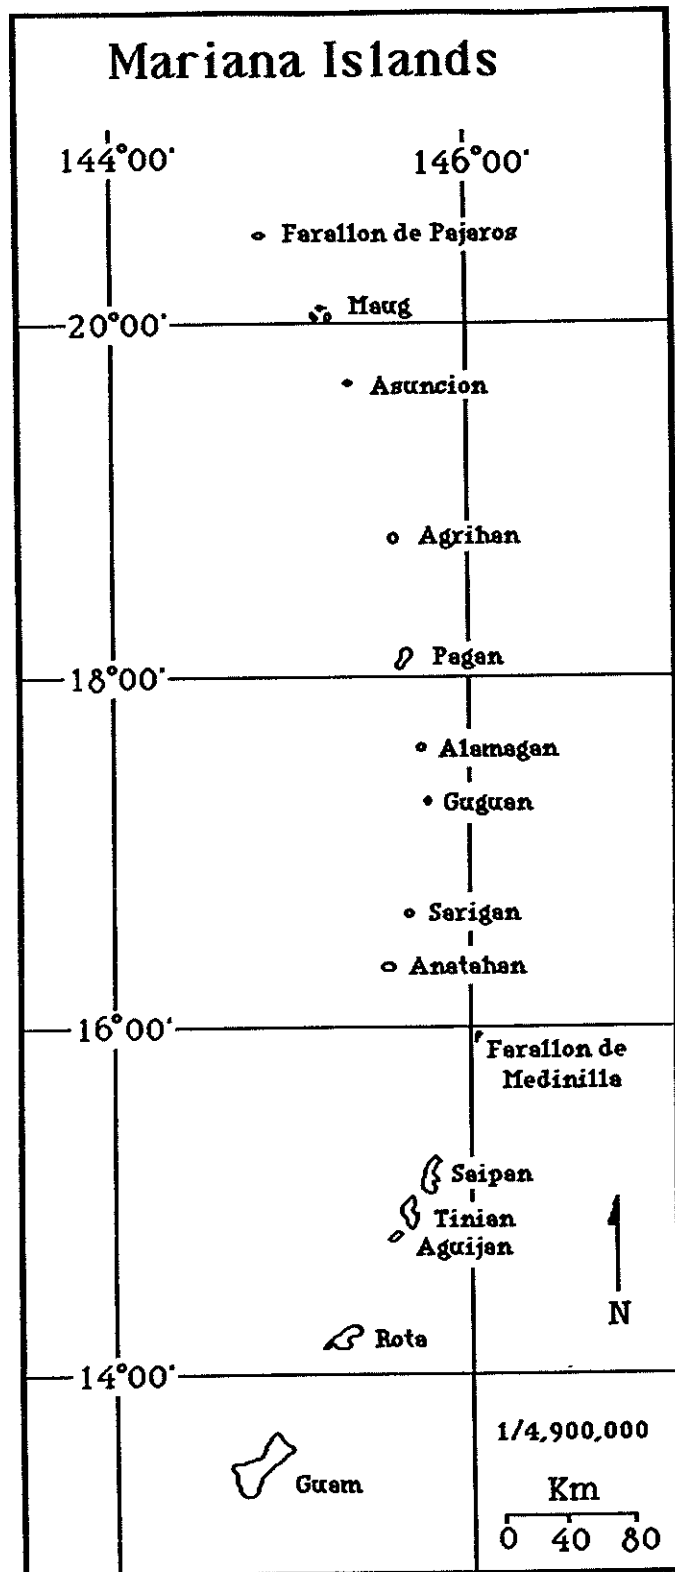 Mariana Islands
144°00'
146°00'
Farallon de Pajaros
Maug
20°00'
Asuncion
Agrihan
Pagan
18°00'
Alamagan
Guguan
Sarigan
Anatahan
16°00'
Farallon de
Medinilla
Saipan
Tinian
Aguijan
N
Rota
14°00'
1/4,900,000
Km
Guam
0 40 80